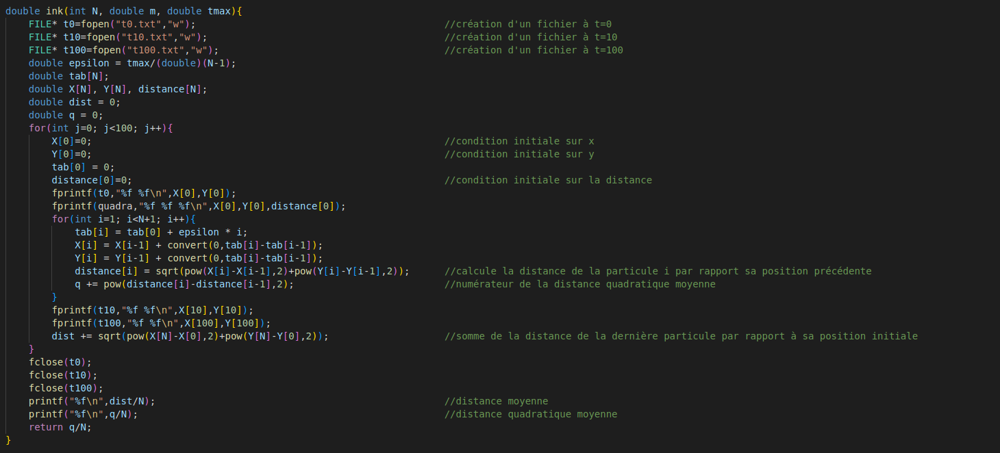 double ink(int N, double m, double tmax){
    FILE* t0=fopen("t0.txt","w");                                           //création d'un fichier à t=0
    FILE* t10=fopen("t10.txt","w");                                         //création d'un fichier à t=10
    FILE* t100=fopen("t100.txt","w");                                       //création d'un fichier à t=100
    double epsilon = tmax/(double)(N-1);
    double tab[N];
    double X[N], Y[N], distance[N];
    double dist = 0;
    double q = 0;
    for(int j=0; j<100; j++){
        X[0]=0;                                                             //condition initiale sur x
        Y[0]=0;                                                             //condition initiale sur y
        tab[0] = 0;
        distance[0]=0;                                                      //condition initiale sur la distance
        fprintf(t0,"%f %f\n",X[0],Y[0]);
        fprintf(quadra,"%f %f %f\n",X[0],Y[0],distance[0]);
        for(int i=1; i<N+1; i++){
            tab[i] = tab[0] + epsilon * i;
            X[i] = X[i-1] + convert(0,tab[i]-tab[i-1]);
            Y[i] = Y[i-1] + convert(0,tab[i]-tab[i-1]);
            distance[i] = sqrt(pow(X[i]-X[i-1],2)+pow(Y[i]-Y[i-1],2));      //calcule la distance de la particule i par rapport sa position précédente
            q += pow(distance[i]-distance[i-1],2);                          //numérateur de la distance quadratique moyenne
        }
        fprintf(t10,"%f %f\n",X[10],Y[10]);
        fprintf(t100,"%f %f\n",X[100],Y[100]);
        dist += sqrt(pow(X[N]-X[0],2)+pow(Y[N]-Y[0],2));                    //somme de la distance de la dernière particule par rapport à sa position initiale
    }
    fclose(t0);
    fclose(t10);
    fclose(t100);
    printf("%f\n",dist/N);                                                  //distance moyenne
    printf("%f\n",q/N);                                                     //distance quadratique moyenne
    return q/N;
}